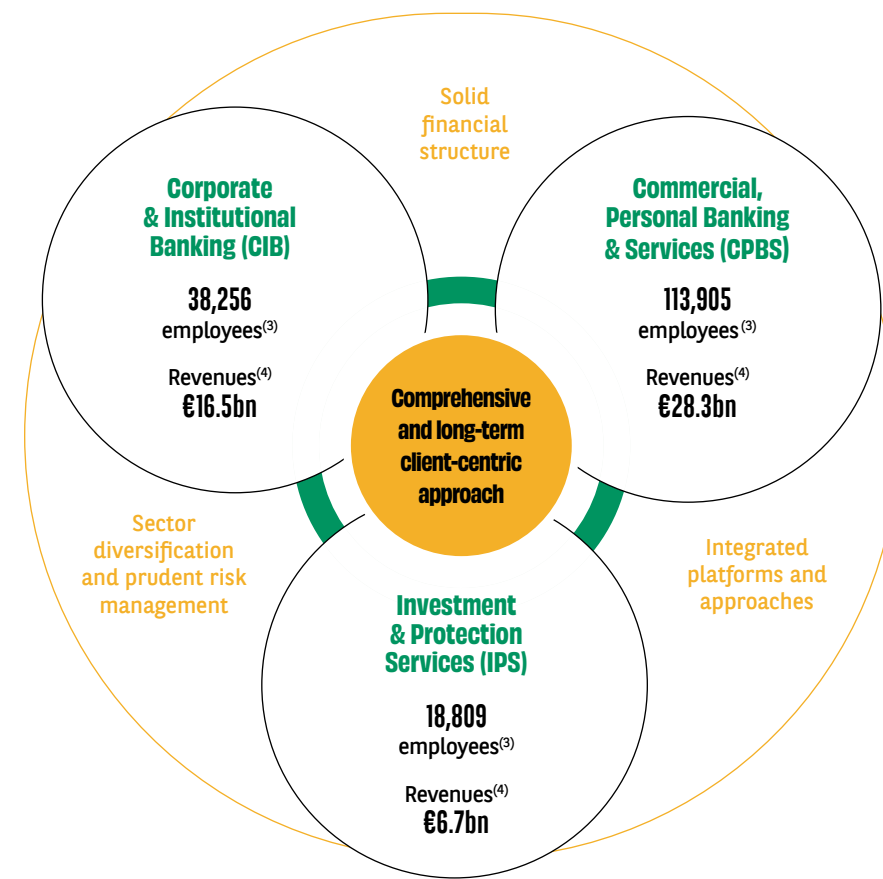 Solid
financial
structure
Corporate
& Institutional
Banking (CIB)
38,256
employees(3)
Revenues(4)
€16.5bn
Commercial,
Personal Banking
& Services (CPBS)
113,905
employees(3)
Revenues(4)
€28.3bn
Comprehensive
and long-term
client-centric
approach
Sector
diversification
and prudent risk
management
Integrated
platforms and
approaches
Investment
& Protection
Services (IPS)
18,809
employees(3)
Revenues(4)
€6.7bn